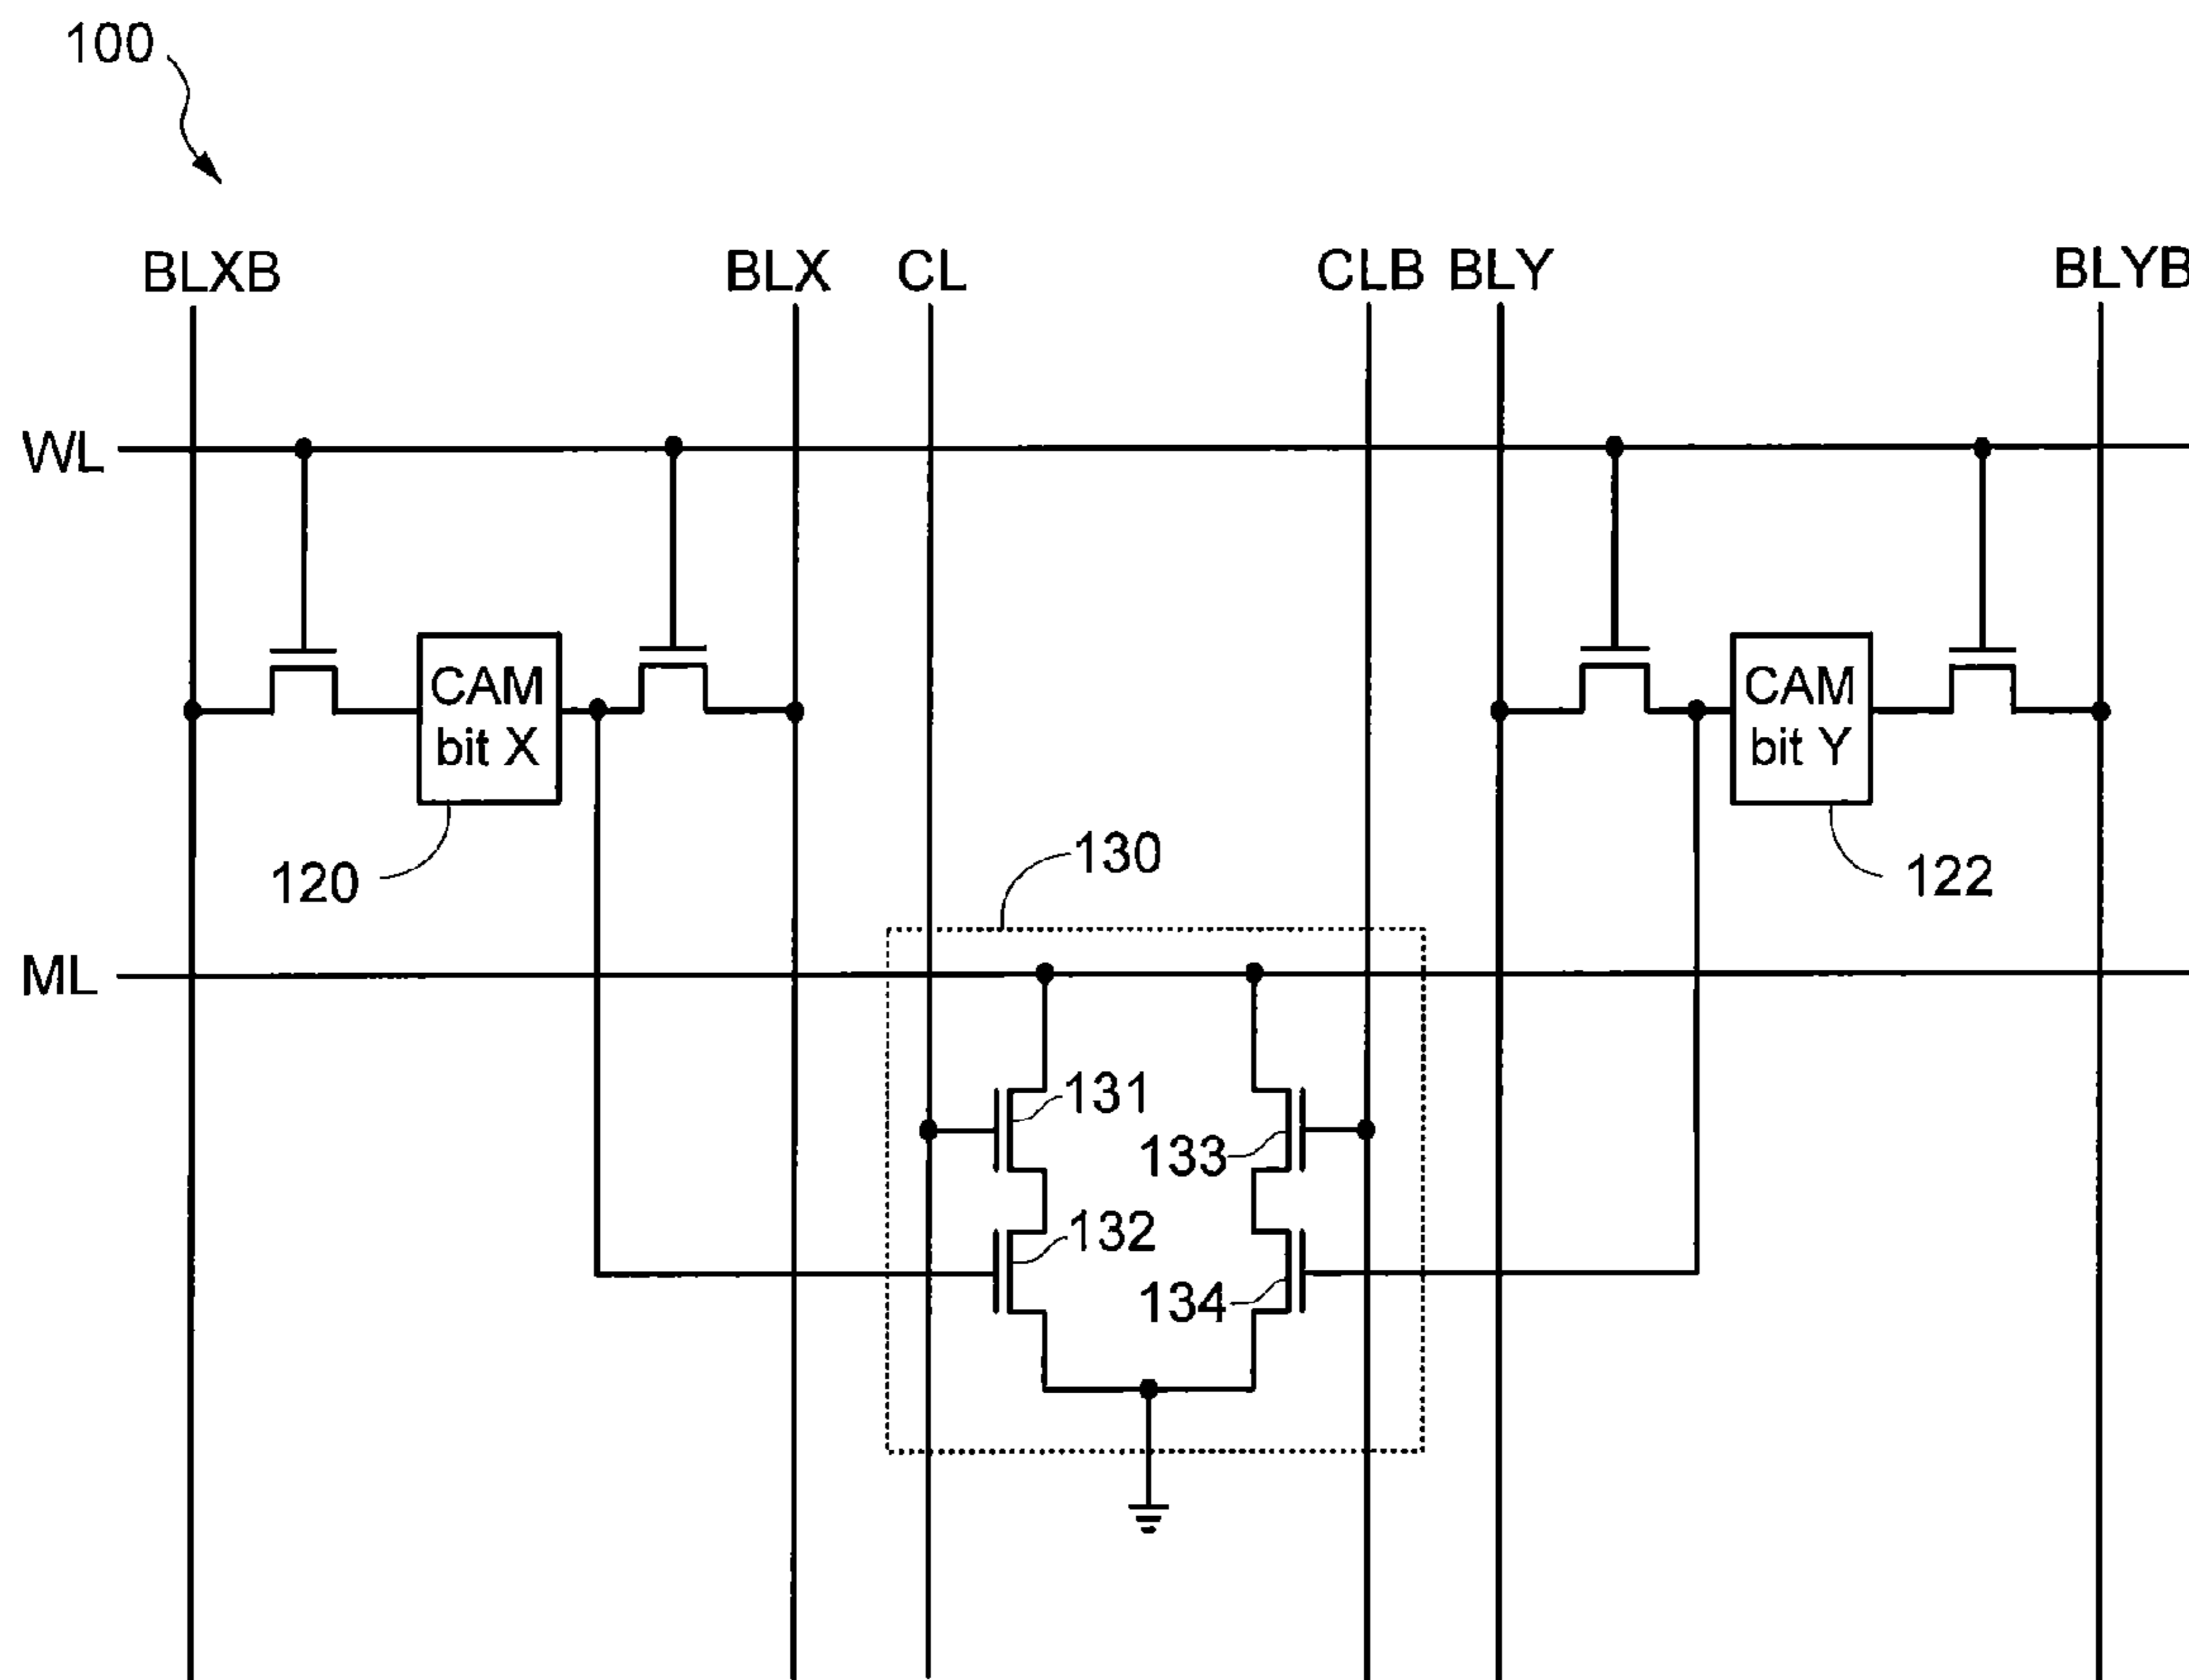 100
BLXB BLX CL CLB BLY BLYB
WL
CAM
bit X
CAM
bit Y
120
130
122
ML
131
133
132
134